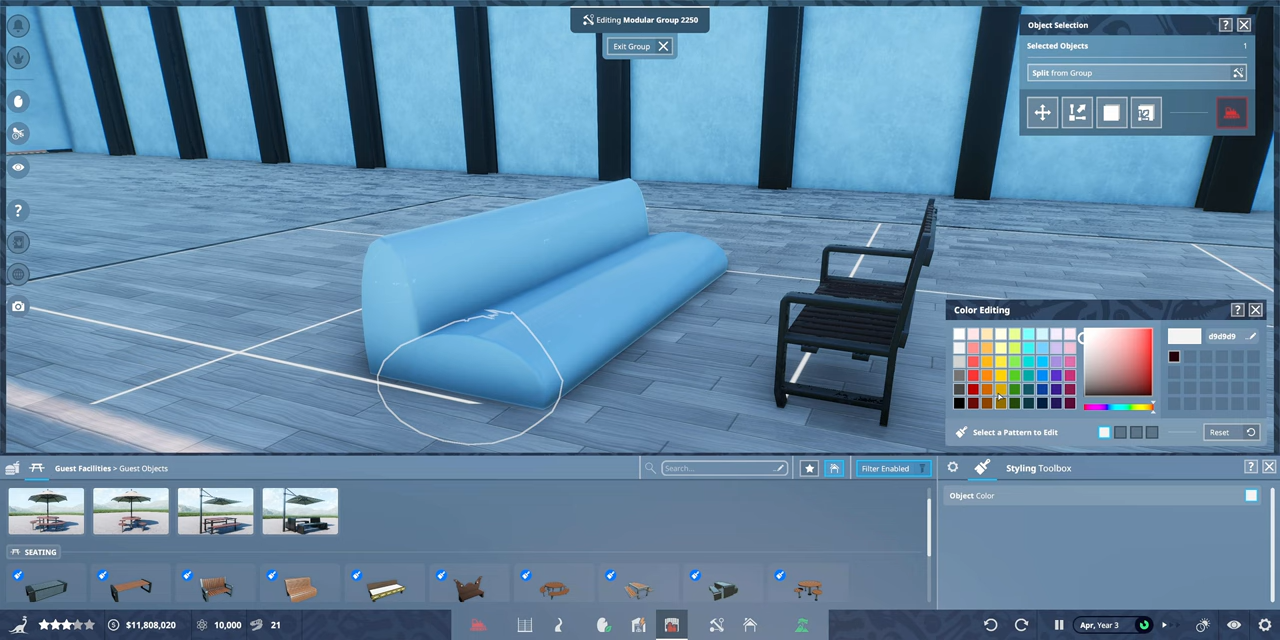 Editing Modular Group 2250
Exit Group
Object Selection
?
Selected Objects
1
Split from Group
?
Color Editing
?
d9d9d9
Select a Pattern to Edit
Reset
Guest Facilities > Guest Objects
Search...
Filter Enabled
Styling Toolbox
?
Object Color
SEATING
$11,808,020
10,000
21
Apr, Year 3